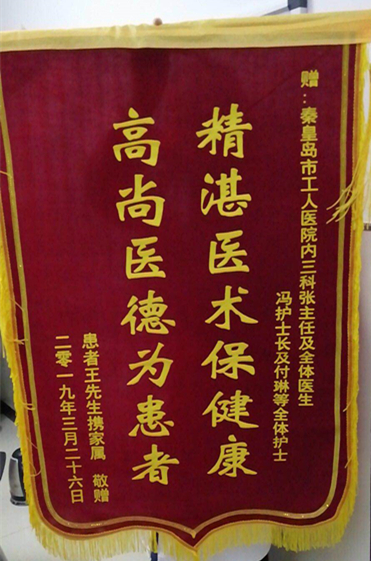 赠:秦皇岛市工人医院内三科张主任及全体医生
冯护士长及付琳等全体护士
精湛医术保健康
高尚医德为患者
患者王先生携家属 敬赠
二零一九年三月二十六日